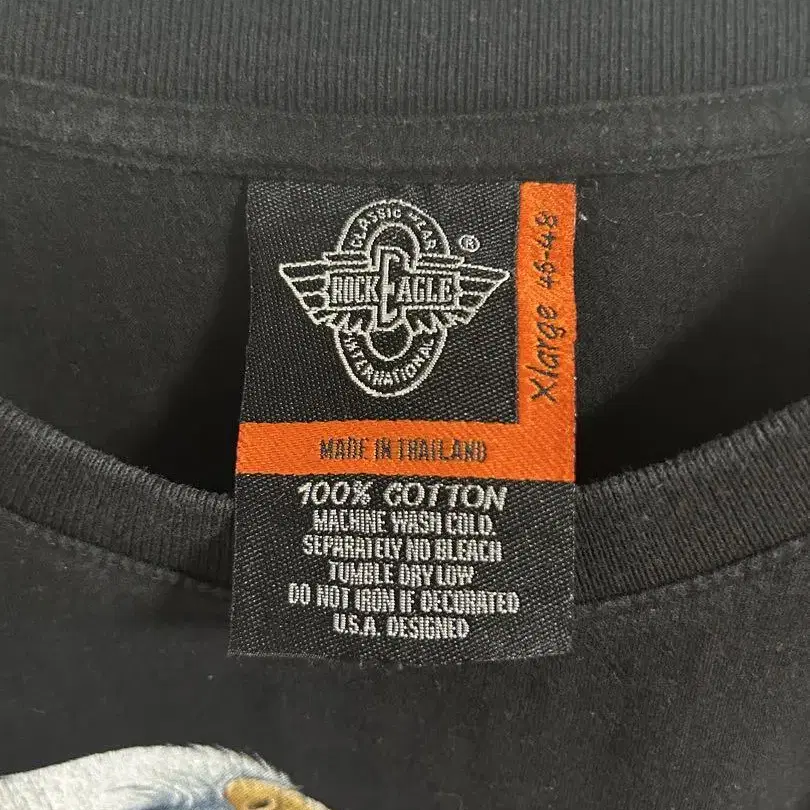 CLASSIC WEAR
®
ROCK EAGLE
INTERNATIONAL
Xlarge 46-48
MADE IN THAILAND
100% COTTON
MACHINE WASH COLD.
SEPARATELY NO BLEACH
TUMBLE DRY LOW
DO NOT IRON IF DECORATED
U.S.A. DESIGNED